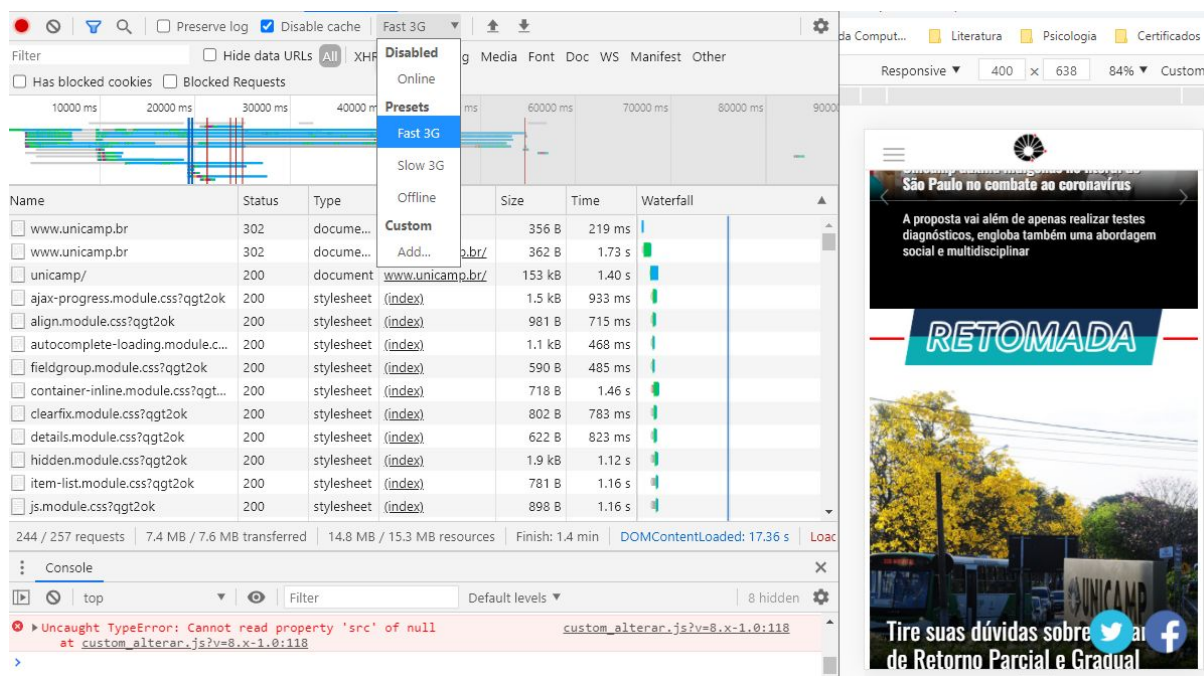 Preserve log Disable cache Fast 3G
Filter Hide data URLs All XHR g Media Font Doc WS Manifest Other
Has blocked cookies Blocked Requests
10000 ms 20000 ms 30000 ms 40000 m ms 60000 ms 70000 ms 80000 ms 9000
Disabled
Online
Presets
Fast 3G
Slow 3G
Offline
Custom
Add...
Name Status Type Size Time Waterfall
www.unicamp.br 302 docume... 356 B 219 ms
www.unicamp.br 302 docume... p.br/ 362 B 1.73 s
unicamp/ 200 document www.unicamp.br/ 153 kB 1.40 s
ajax-progress.module.css?qgt2ok 200 stylesheet (index) 1.5 kB 933 ms
align.module.css?qgt2ok 200 stylesheet (index) 981 B 715 ms
autocomplete-loading.module.c... 200 stylesheet (index) 1.1 kB 468 ms
fieldgroup.module.css?qgt2ok 200 stylesheet (index) 590 B 485 ms
container-inline.module.css?qgt... 200 stylesheet (index) 718 B 1.46 s
clearfix.module.css?qgt2ok 200 stylesheet (index) 802 B 783 ms
details.module.css?qgt2ok 200 stylesheet (index) 622 B 823 ms
hidden.module.css?qgt2ok 200 stylesheet (index) 1.9 kB 1.12 s
item-list.module.css?qgt2ok 200 stylesheet (index) 781 B 1.16 s
js.module.css?qgt2ok 200 stylesheet (index) 898 B 1.16 s
244 / 257 requests 7.4 MB / 7.6 MB transferred 14.8 MB / 15.3 MB resources Finish: 1.4 min DOMContentLoaded: 17.36 s Loac
Console
top Filter Default levels 8 hidden
Uncaught TypeError: Cannot read property 'src' of null custom_alterar.js?v=8.x-1.0:118
at custom_alterar.js?v=8.x-1.0:118
da Comput... Literatura Psicologia Certificados
Responsive 400 x 638 84% Custom
São Paulo no combate ao coronavírus
A proposta vai além de apenas realizar testes
diagnósticos, engloba também uma abordagem
social e multidisciplinar
RETOMADA
UNICAMP
Tire suas dúvidas sobre
de Retorno Parcial e Gradual